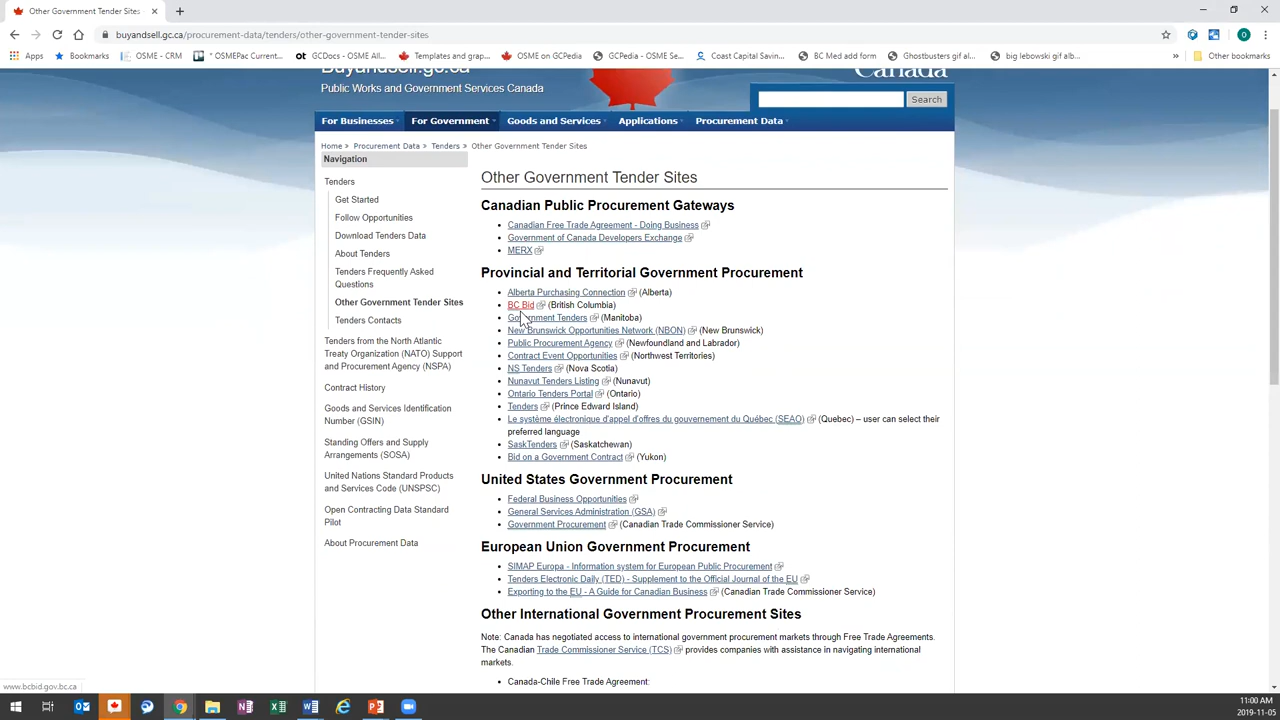 Other Government Tender Sites
buyandsell.gc.ca/procurement-data/tenders/other-government-tender-sites
Apps
Bookmarks
OSME - CRM
* "OSMEPac Current...
GCDocs - OSME All...
Templates and grap...
OSME on GCPedia
GCPedia - OSME Se...
Coast Capital Savin...
BC Med add form
Ghostbusters gif al...
big lebowski gif alb...
»
Other bookmarks
Buyandsell.gc.ca
Public Works and Government Services Canada
Canada
Search
For Businesses
For Government
Goods and Services
Applications
Procurement Data
Home » Procurement Data » Tenders » Other Government Tender Sites
Navigation
Tenders
Get Started
Follow Opportunities
Download Tenders Data
About Tenders
Tenders Frequently Asked
Questions
Other Government Tender Sites
Tenders Contacts
Tenders from the North Atlantic
Treaty Organization (NATO) Support
and Procurement Agency (NSPA)
Contract History
Goods and Services Identification
Number (GSIN)
Standing Offers and Supply
Arrangements (SOSA)
United Nations Standard Products
and Services Code (UNSPSC)
Open Contracting Data Standard
Pilot
About Procurement Data
Other Government Tender Sites
Canadian Public Procurement Gateways
• Canadian Free Trade Agreement - Doing Business
• Government of Canada Developers Exchange
• MERX
Provincial and Territorial Government Procurement
• Alberta Purchasing Connection (Alberta)
• BC Bid (British Columbia)
• Government Tenders (Manitoba)
• New Brunswick Opportunities Network (NBON) (New Brunswick)
• Public Procurement Agency (Newfoundland and Labrador)
• Contract Event Opportunities (Northwest Territories)
• NS Tenders (Nova Scotia)
• Nunavut Tenders Listing (Nunavut)
• Ontario Tenders Portal (Ontario)
• Tenders (Prince Edward Island)
• Le système électronique d'appel d'offres du gouvernement du Québec (SEAO) (Quebec) – user can select their
preferred language
• SaskTenders (Saskatchewan)
• Bid on a Government Contract (Yukon)
United States Government Procurement
• Federal Business Opportunities
• General Services Administration (GSA)
• Government Procurement (Canadian Trade Commissioner Service)
European Union Government Procurement
• SIMAP Europa - Information system for European Public Procurement
• Tenders Electronic Daily (TED) - Supplement to the Official Journal of the EU
• Exporting to the EU - A Guide for Canadian Business (Canadian Trade Commissioner Service)
Other International Government Procurement Sites
Note: Canada has negotiated access to international government procurement markets through Free Trade Agreements.
The Canadian Trade Commissioner Service (TCS) provides companies with assistance in navigating international
markets.
• Canada-Chile Free Trade Agreement:
www.bcbid.gov.bc.ca
11:00 AM
2019-11-05